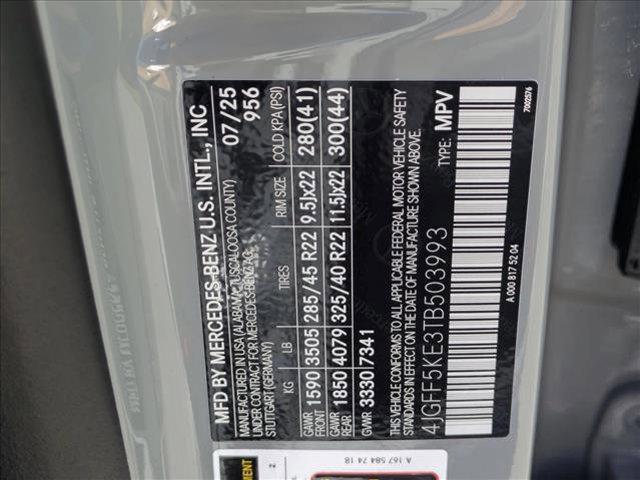 MFD BY MERCEDES-BENZ U.S. INTL., INC
MANUFACTURED IN USA (ALABAMA, TUSCALOOSA COUNTY) 07/25
UNDER CONTRACT FOR MERCEDES-BENZ AG, 956
STUTTGART (GERMANY)
KG LB TIRES RIM SIZE COLD KPA (PSI)
GAWR FRONT 1590 3505 285/45 R22 9.5Jx22 280(41)
GAWR REAR 1850 4079 325/40 R22 11.5Jx22 300(44)
GVWR 3330/7341
THIS VEHICLE CONFORMS TO ALL APPLICABLE FEDERAL MOTOR VEHICLE SAFETY
STANDARDS IN EFFECT ON THE DATE OF MANUFACTURE SHOWN ABOVE.
4JGFF5KE3TB503993 TYPE: MPV
A 000 817 52 04 7002576
A 167 584 74 18